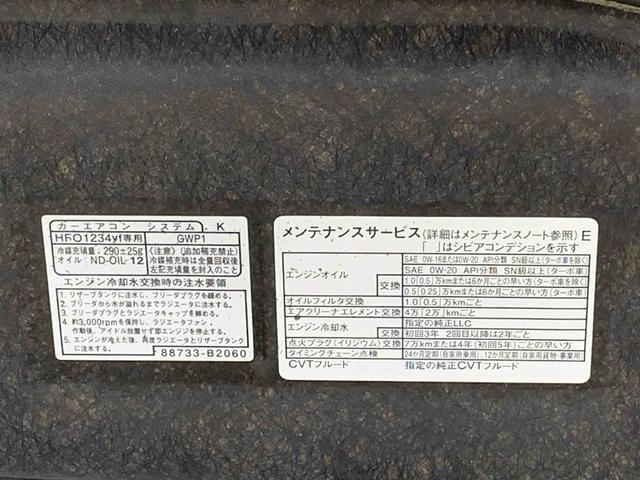 カーエアコン システム K
HFO1234yf専用 GWP1
冷媒充填量:290±25g
オイル:ND-OIL 12
(注意)(追加補充禁止)
冷媒補充時は全量回収後
左記充填量を封入のこと
エンジン冷却水交換時の注水要領
1. リザーブタンクに注水し、ブリーダプラグを緩める。
2. ブリーダから水が漏れるまでラジエータに注水する。
3. ブリーダプラグとラジエータキャップを締める。
4. 約3,000rpmを保持し、ラジエータファン
作動後、アイドル放置せず即エンジンを停止する。
5. エンジンが冷えた後、再度ラジエータとリザーブタンク
に注水する。
88733-B2060
メンテナンスサービス(詳細はメンテナンスノート参照) E
[ ]はシビアコンデションを示す
エンジンオイル SAE 0W-16または0W-20 API分類 SN級以上(ターボ車を除く)
SAE 0W-20 API分類 SN級以上(ターボ車)
交換 1.0[0.5]万kmまたは6か月ごとの早い方(ターボ車を除く)
0.5[0.25]万kmまたは6か月ごとの早い方(ターボ車)
オイルフィルタ交換 1.0[0.5]万kmごと
エアクリーナエレメント交換 4万[2万]kmごと
エンジン冷却水 指定の純正LLC
交換 初回3年 2回目以降は2年ごと
点火プラグ(イリジウム) 交換 7万kmまたは4年(初回5年)ごとの早い方
タイミングチェーン点検 24か月定期(自家用乗用)、12か月定期(自家用貨物・事業用)
CVTフルード 指定の純正CVTフルード